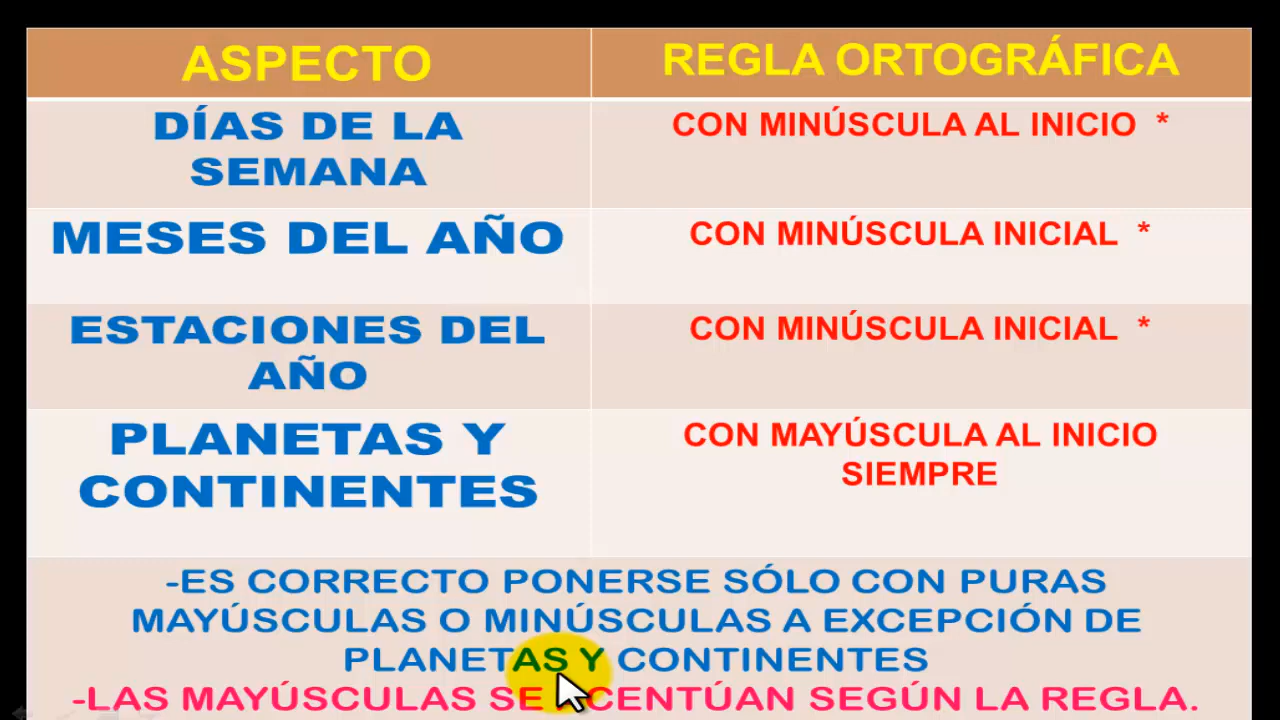 ASPECTO
REGLA ORTOGRÁFICA
DÍAS DE LA
SEMANA
CON MINÚSCULA AL INICIO *
MESES DEL AÑO
CON MINÚSCULA INICIAL *
ESTACIONES DEL
AÑO
CON MINÚSCULA INICIAL *
PLANETAS Y
CONTINENTES
CON MAYÚSCULA AL INICIO
SIEMPRE
-ES CORRECTO PONERSE SÓLO CON PURAS
MAYÚSCULAS O MINÚSCULAS A EXCEPCIÓN DE
PLANETAS Y CONTINENTES
-LAS MAYÚSCULAS SE ACENTÚAN SEGÚN LA REGLA.